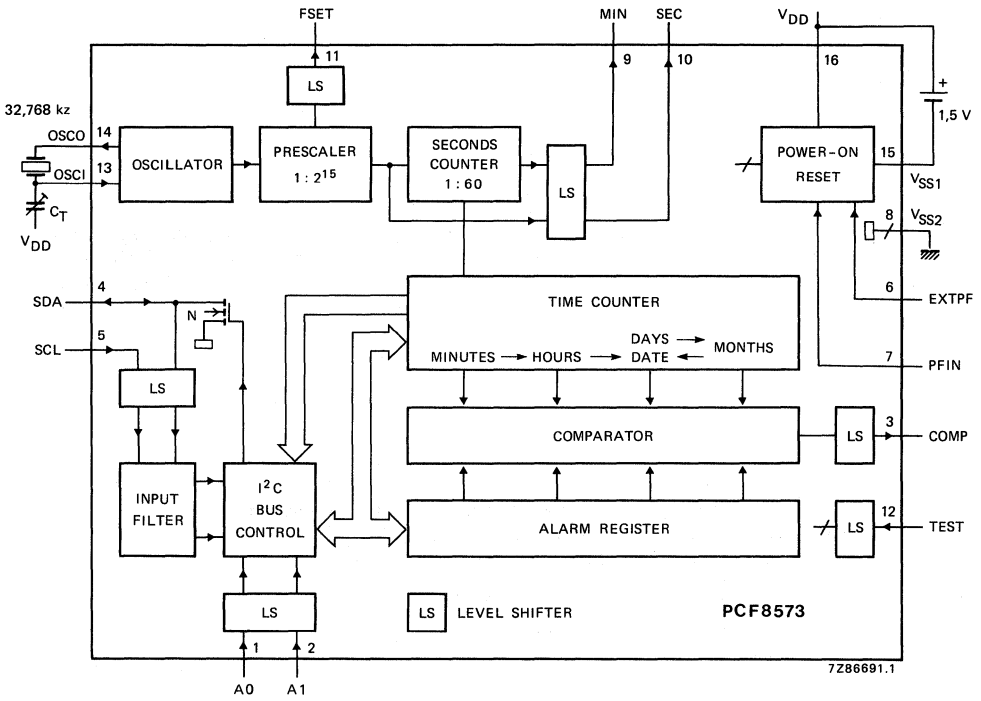 FSET
MIN
SEC
VDD
11
9
10
16
LS
+
1,5 V
32,768 kz
OSCO
14
OSCI
13
OSCILLATOR
PRESCALER
1 : 2¹⁵
SECONDS
COUNTER
1 : 60
LS
POWER–ON
RESET
15
VSS1
CT
VDD
8
VSS2
SDA
4
N
TIME COUNTER
6
EXTPF
SCL
5
DAYS
MINUTES
HOURS
DATE
MONTHS
7
PFIN
LS
COMPARATOR
LS
3
COMP
INPUT
FILTER
I²C
BUS
CONTROL
ALARM REGISTER
LS
12
TEST
LS
LS
LEVEL SHIFTER
PCF8573
1
2
7Z86691.1
A0
A1